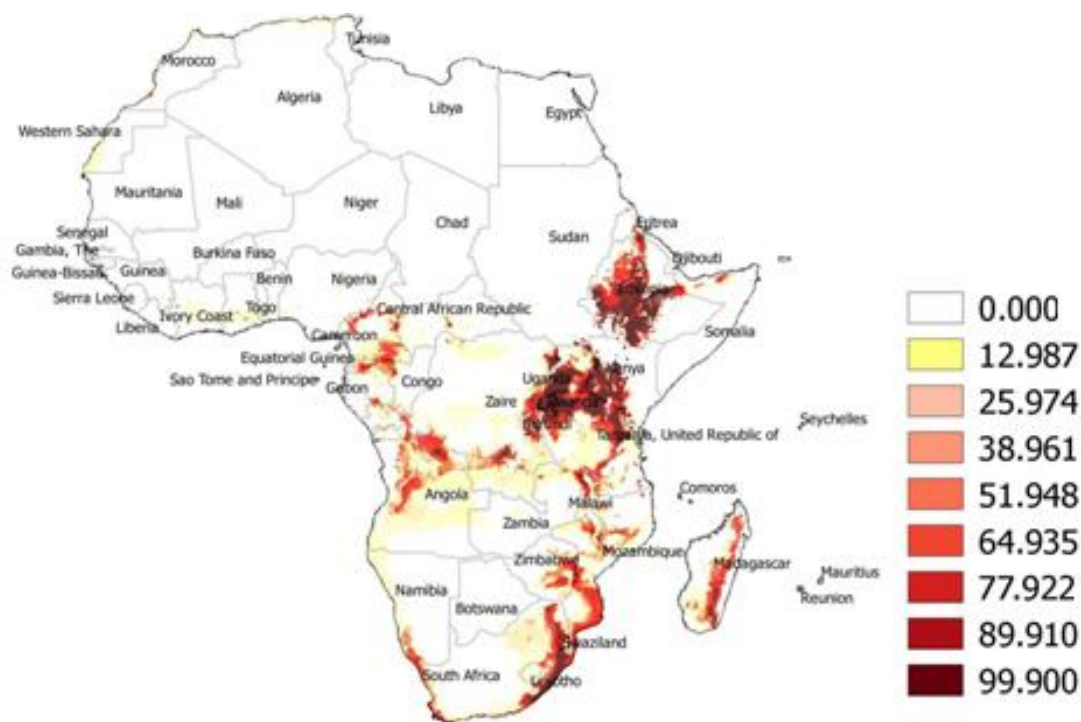 Tunisia
Morocco
Algeria
Libya
Egypt
Western Sahara
Mauritania
Mali
Niger
Chad
Sudan
Eritrea
Senegal
Gambia, The
Guinea-Bissau
Guinea
Burkina Faso
Benin
Nigeria
Djibouti
Sierra Leone
Liberia
Ivory Coast
Togo
Central African Republic
Cameroon
Somalia
Equatorial Guinea
Sao Tome and Principe
Gabon
Congo
Zaire
Uganda
Kenya
Burundi
Tanzania, United Republic of
Seychelles
Comoros
Angola
Malawi
Zambia
Mozambique
Zimbabwe
Madagascar
Mauritius
Reunion
Namibia
Botswana
Swaziland
South Africa
Lesotho
0.000
12.987
25.974
38.961
51.948
64.935
77.922
89.910
99.900